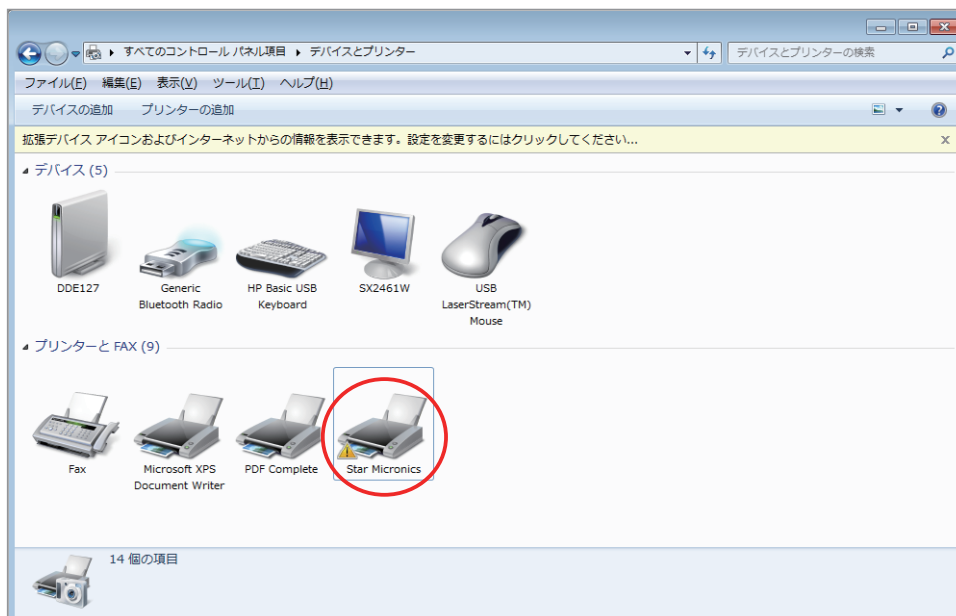 すべてのコントロール パネル項目 デバイスとプリンター
デバイスとプリンターの検索
ファイル(F) 編集(E) 表示(V) ツール(T) ヘルプ(H)
デバイスの追加 プリンターの追加
拡張デバイス アイコンおよびインターネットからの情報を表示できます。設定を変更するにはクリックしてください...
デバイス (5)
DDE127
Generic
Bluetooth Radio
HP Basic USB
Keyboard
SX2461W
USB
LaserStream(TM)
Mouse
プリンターと FAX (9)
Fax
Microsoft XPS
Document Writer
PDF Complete
Star Micronics
14 個の項目